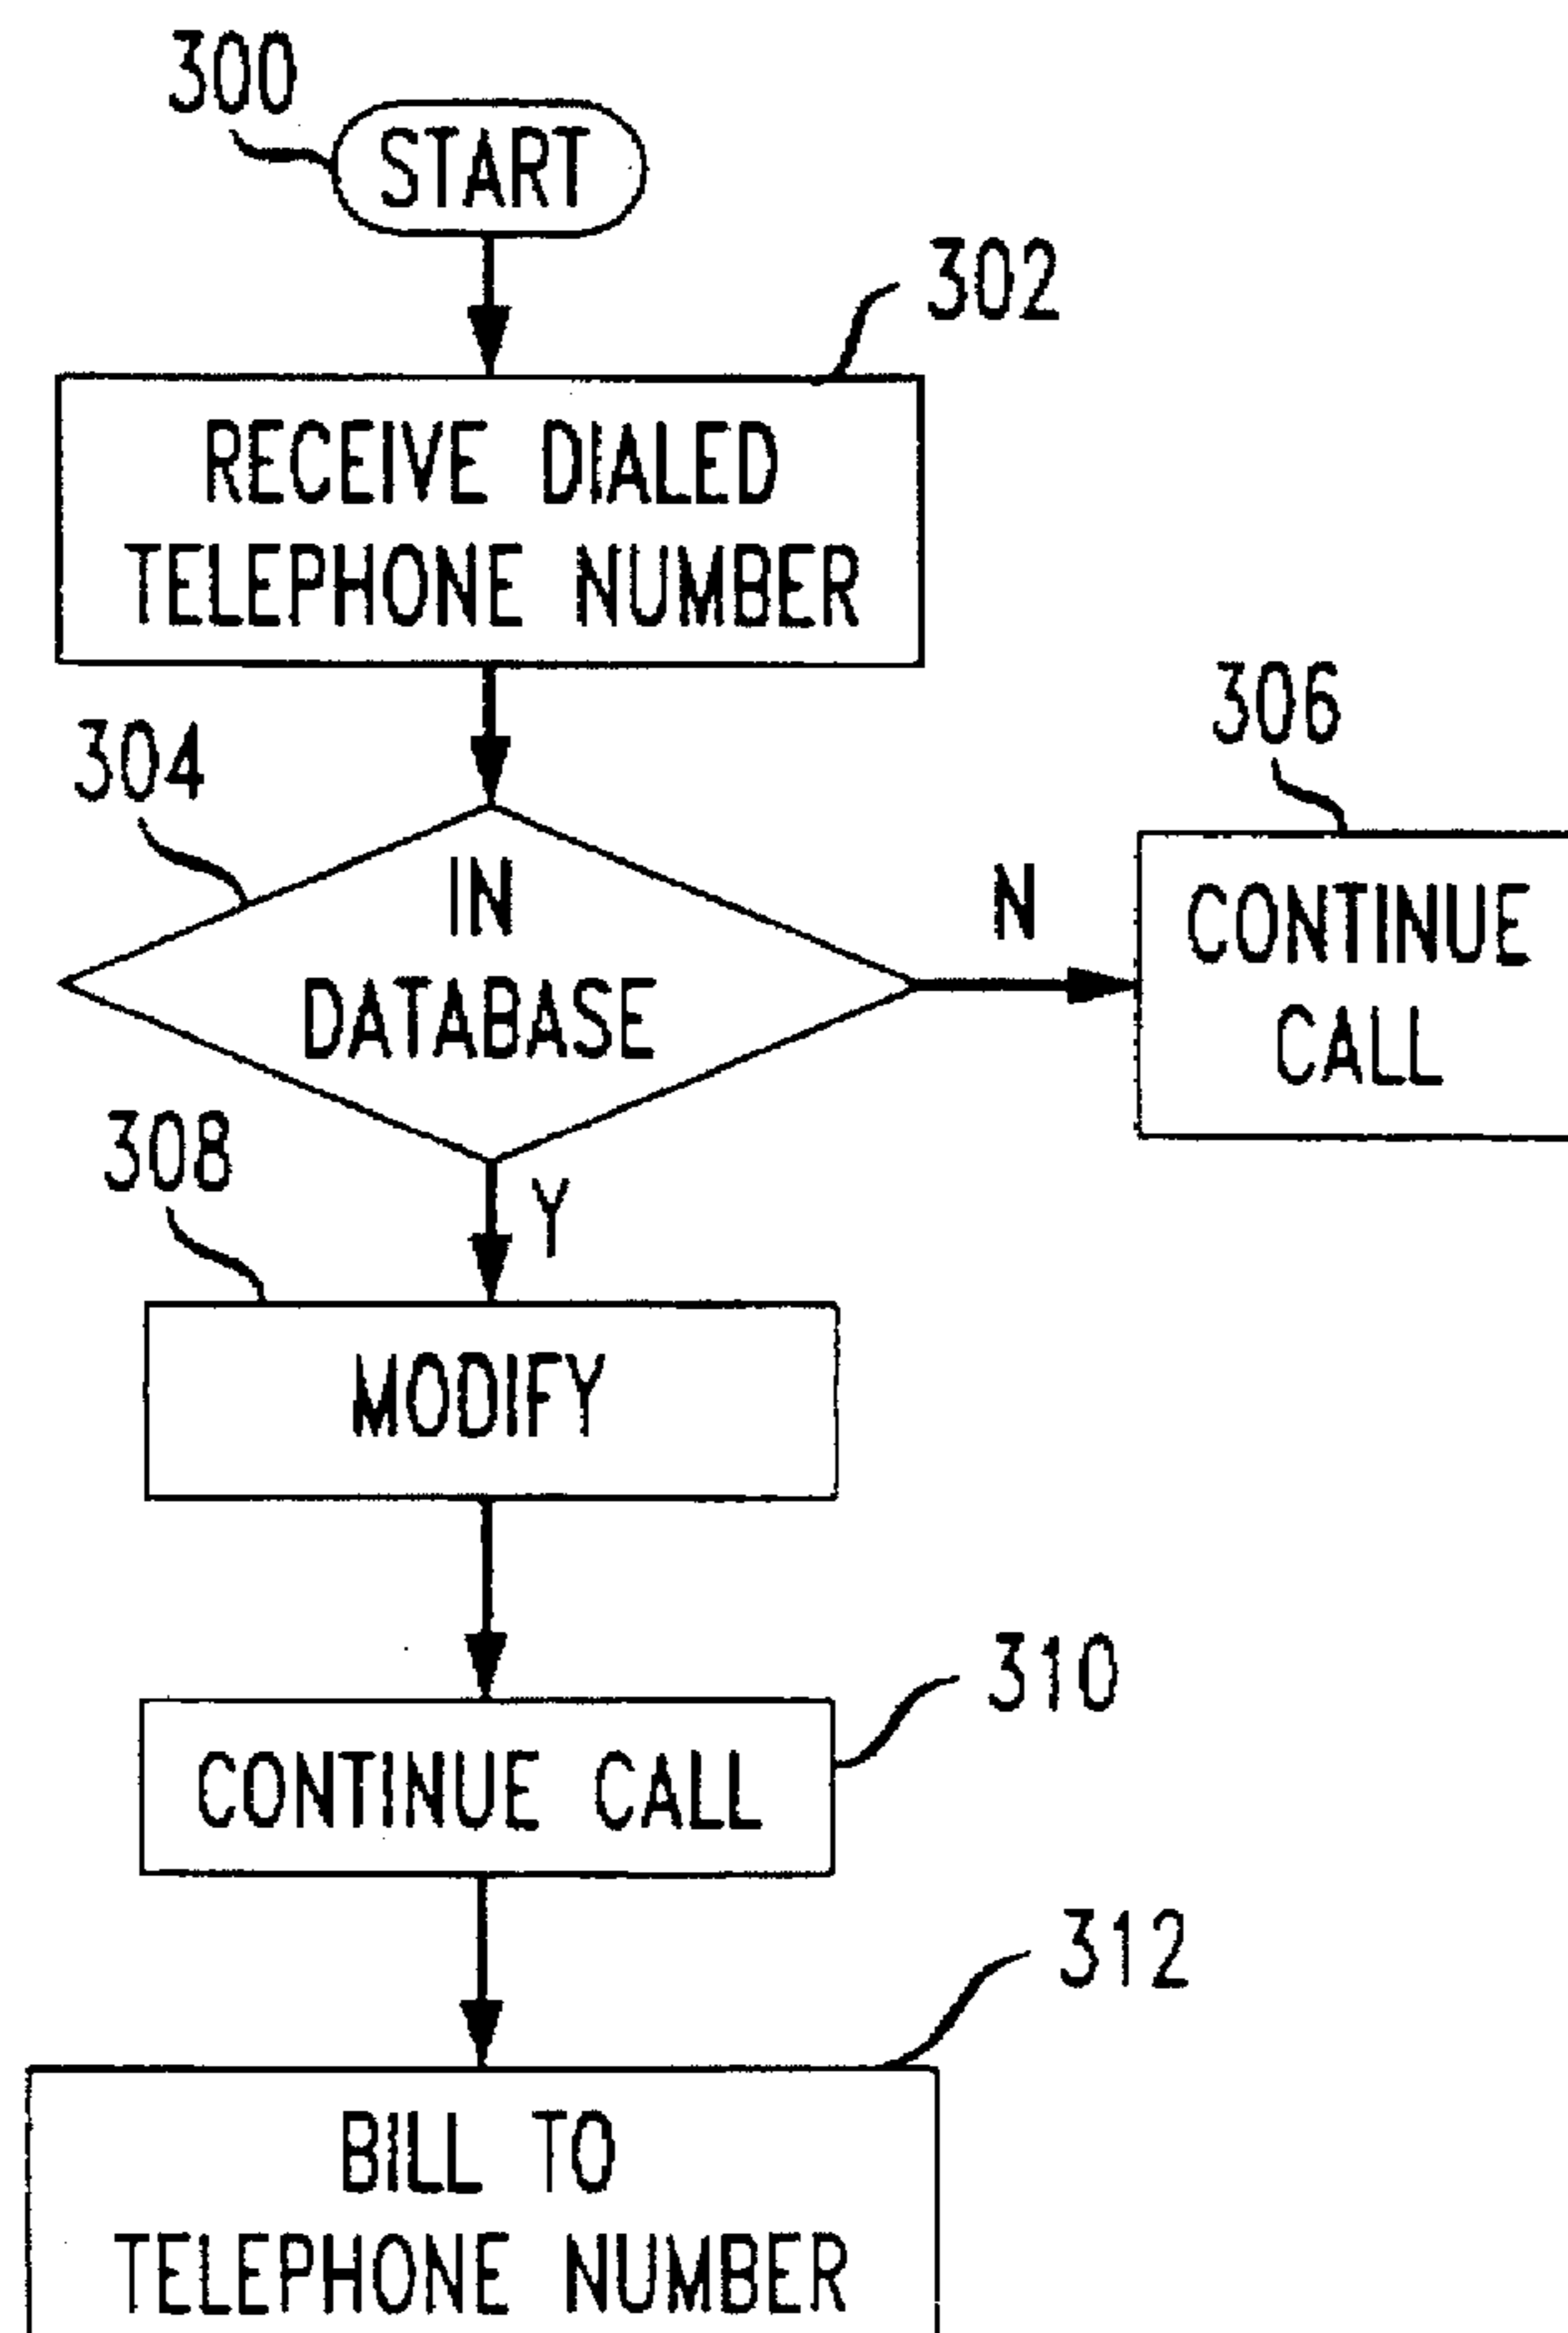 300
START
302
RECEIVE DIALED
TELEPHONE NUMBER
304
306
IN
DATABASE
N
CONTINUE
CALL
308
Y
MODIFY
310
CONTINUE CALL
312
BILL TO
TELEPHONE NUMBER